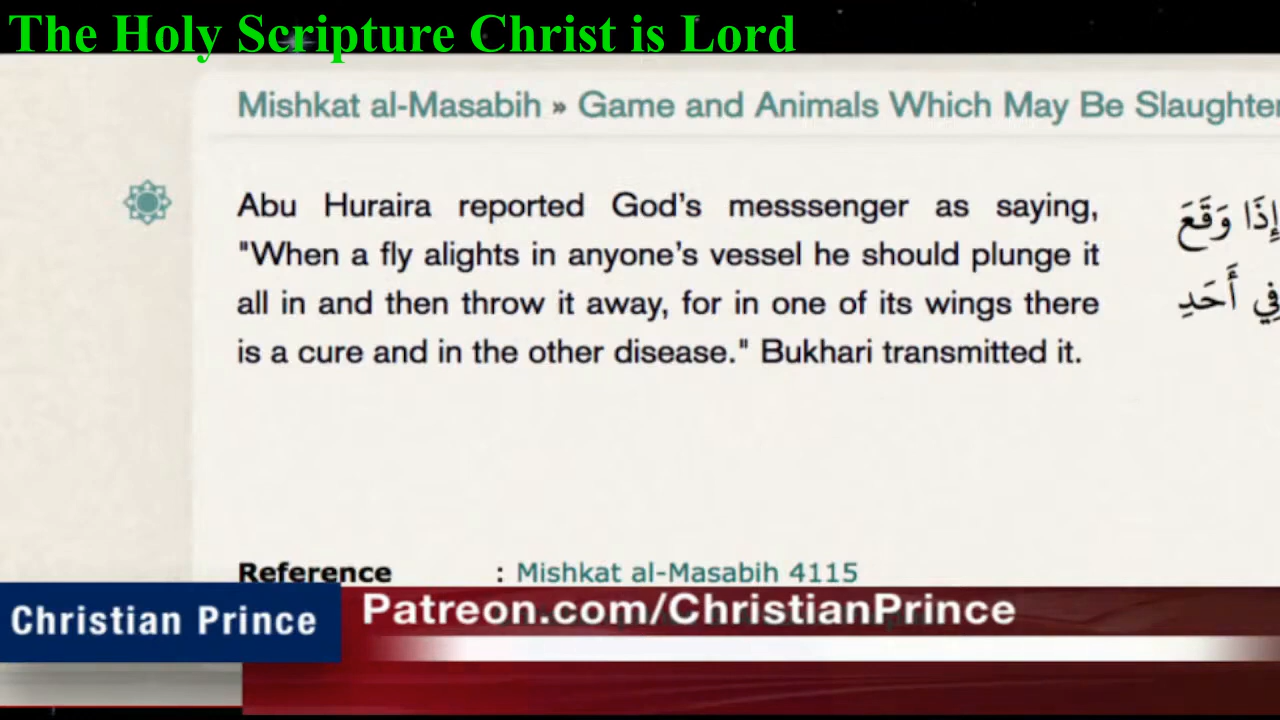 The Holy Scripture Christ is Lord
Mishkat al-Masabih » Game and Animals Which May Be Slaughter
Abu Huraira reported God's messsenger as saying,
"When a fly alights in anyone's vessel he should plunge it
all in and then throw it away, for in one of its wings there
is a cure and in the other disease." Bukhari transmitted it.
إِذَا وَقَعَ
فِي أَحَدِ
Reference : Mishkat al-Masabih 4115
Christian Prince
Patreon.com/ChristianPrince